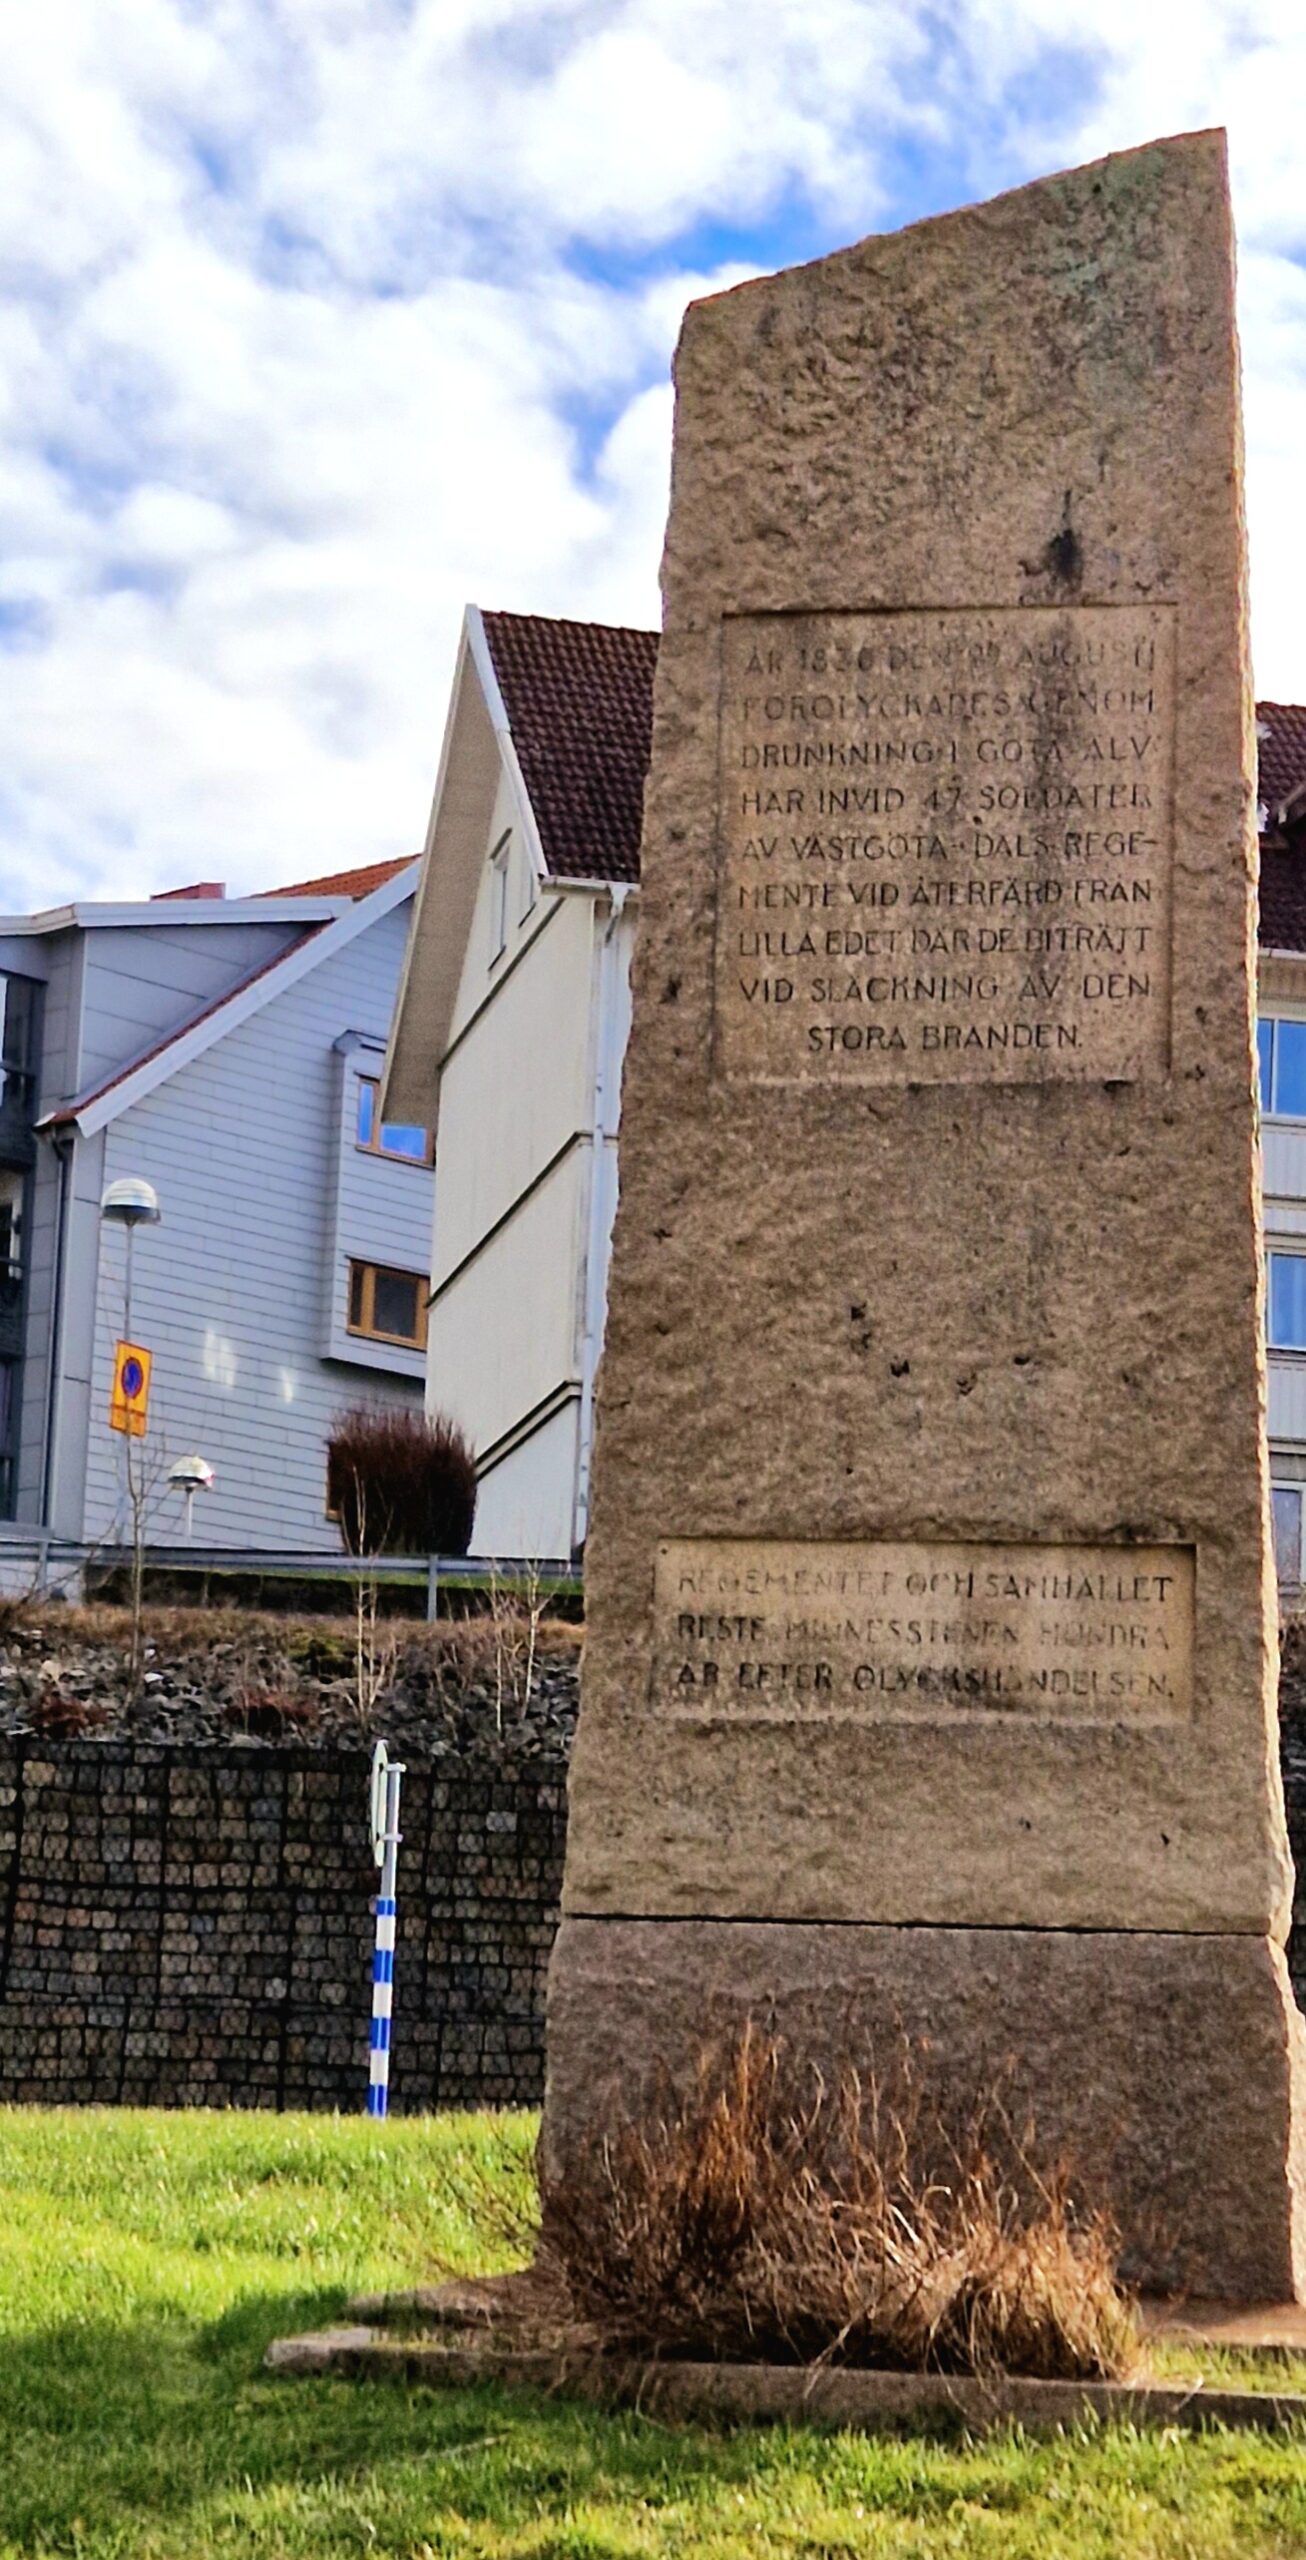 ÅR 1836 DEN AUGUSTI
FÖROLYCKADES GENOM
DRUNKNING I GÖTA ÄLV
HÄR INVID 47 SOLDATER
AV VÄSTGÖTA-DALS REGE-
MENTE VID ÅTERFÄRD FRÅN
LILLA EDET DÄR DE BITRÄTT
VID SLÄCKNING AV DEN
STORA BRANDEN.
REGEMENTET OCH SAMHÄLLET
RESTE MINNESSTENEN HUNDRA
ÅR EFTER OLYCKSHÄNDELSEN.